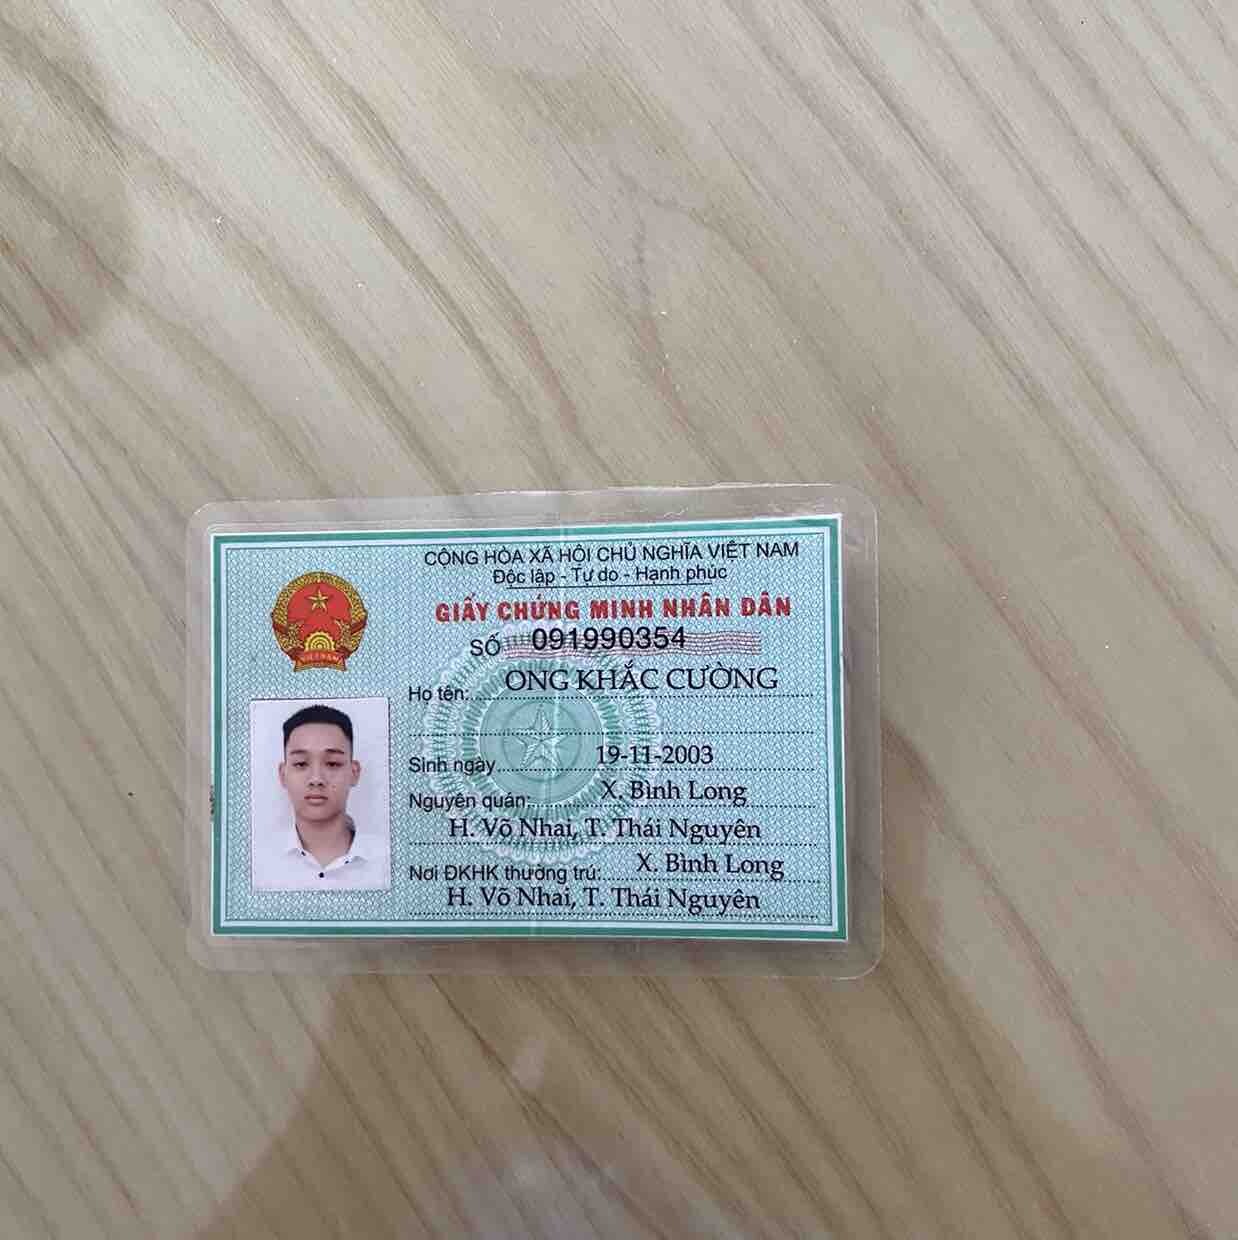 CỘNG HÒA XÃ HỘI CHỦ NGHĨA VIỆT NAM
Độc lập - Tự do - Hạnh phúc
GIẤY CHỨNG MINH NHÂN DÂN
SỐ 091990354
Họ tên: ONG KHẮC CƯỜNG
Sinh ngày 19-11-2003
Nguyên quán: X. Bình Long
H. Võ Nhai, T. Thái Nguyên
Nơi ĐKHK thường trú: X. Bình Long
H. Võ Nhai, T. Thái Nguyên
VIETNAM